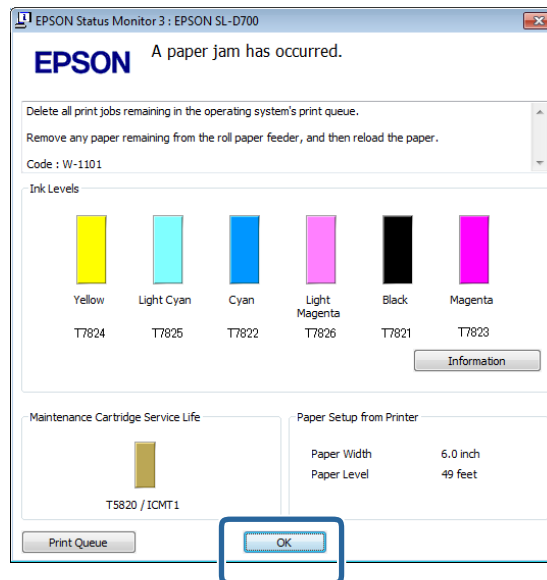 EPSON Status Monitor 3 : EPSON SL-D700
EPSON
A paper jam has occurred.
Delete all print jobs remaining in the operating system's print queue.
Remove any paper remaining from the roll paper feeder, and then reload the paper.
Code : W-1101
Ink Levels
Yellow Light Cyan Cyan Light Magenta Black Magenta
T7824 T7825 T7822 T7826 T7821 T7823
Information
Maintenance Cartridge Service Life
T5820 / ICMT1
Paper Setup from Printer
Paper Width 6.0 inch
Paper Level 49 feet
Print Queue
OK